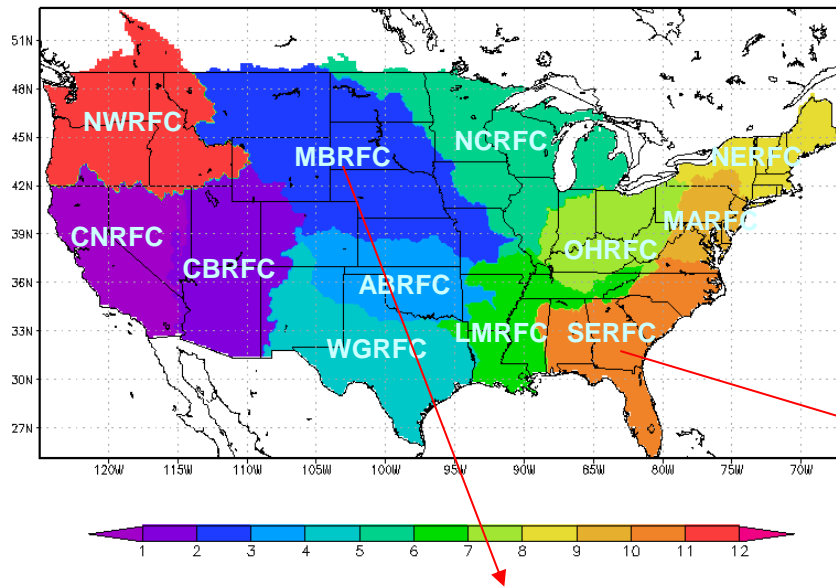 51N
48N
45N
42N
39N
36N
33N
30N
27N
NWRFC
MBRFC
NCRFC
NERFC
MARFC
CNRFC
CBRFC
OHRFC
ABRFC
LMRFC
SERFC
WGRFC
120W 115W 110W 105W 100W 95W 90W 85W 80W 75W 70W
1 2 3 4 5 6 7 8 9 10 11 12